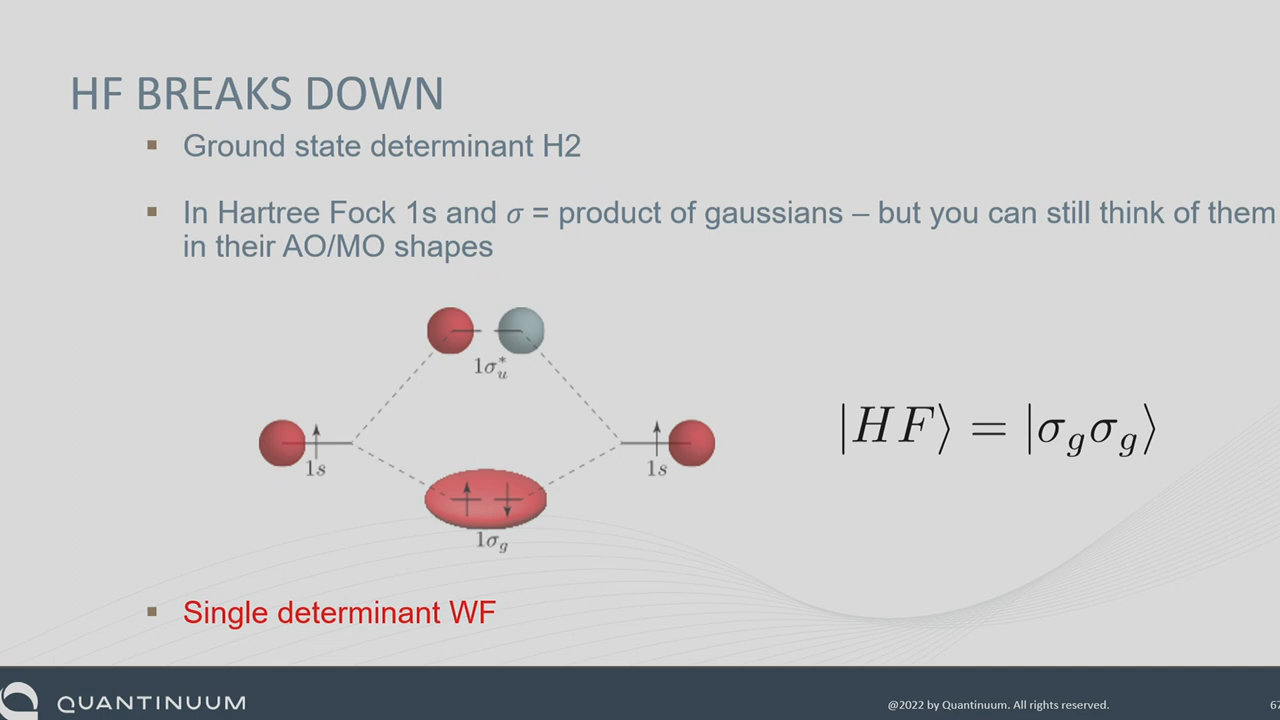 HF BREAKS DOWN
▪ Ground state determinant H2
▪ In Hartree Fock 1s and σ = product of gaussians – but you can still think of them
in their AO/MO shapes
1σ*u
1s
1s
1σg
|HF⟩ = |σgσg⟩
▪ Single determinant WF
QUANTINUUM
@2022 by Quantinuum. All rights reserved.